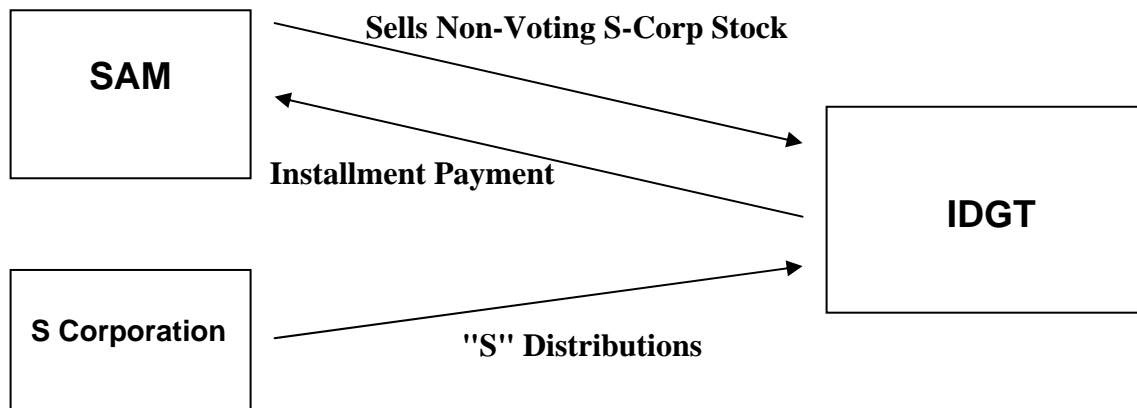 Sells Non-Voting S-Corp Stock
SAM
Installment Payment
IDGT
S Corporation
"S" Distributions